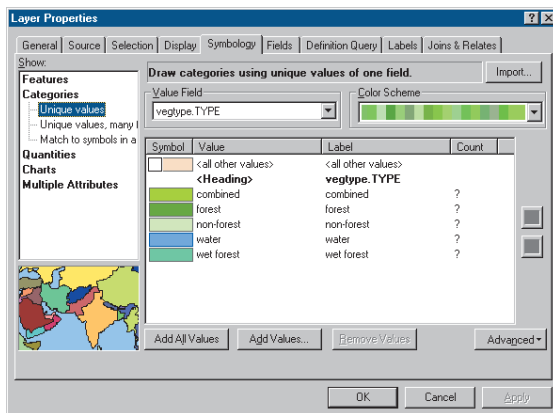 Layer Properties
General Source Selection Display Symbology Fields Definition Query Labels Joins & Relates
Show:
Features
Categories
Unique values
Unique values, many
Match to symbols in a
Quantities
Charts
Multiple Attributes
Draw categories using unique values of one field.
Import...
Value Field
vegtype.TYPE
Color Scheme
Symbol Value Label Count
<all other values> <all other values>
<Heading> vegtype.TYPE
combined combined ?
forest forest ?
non-forest non-forest ?
water water ?
wet forest wet forest ?
Add All Values Add Values... Remove Values Advanced
OK Cancel Apply